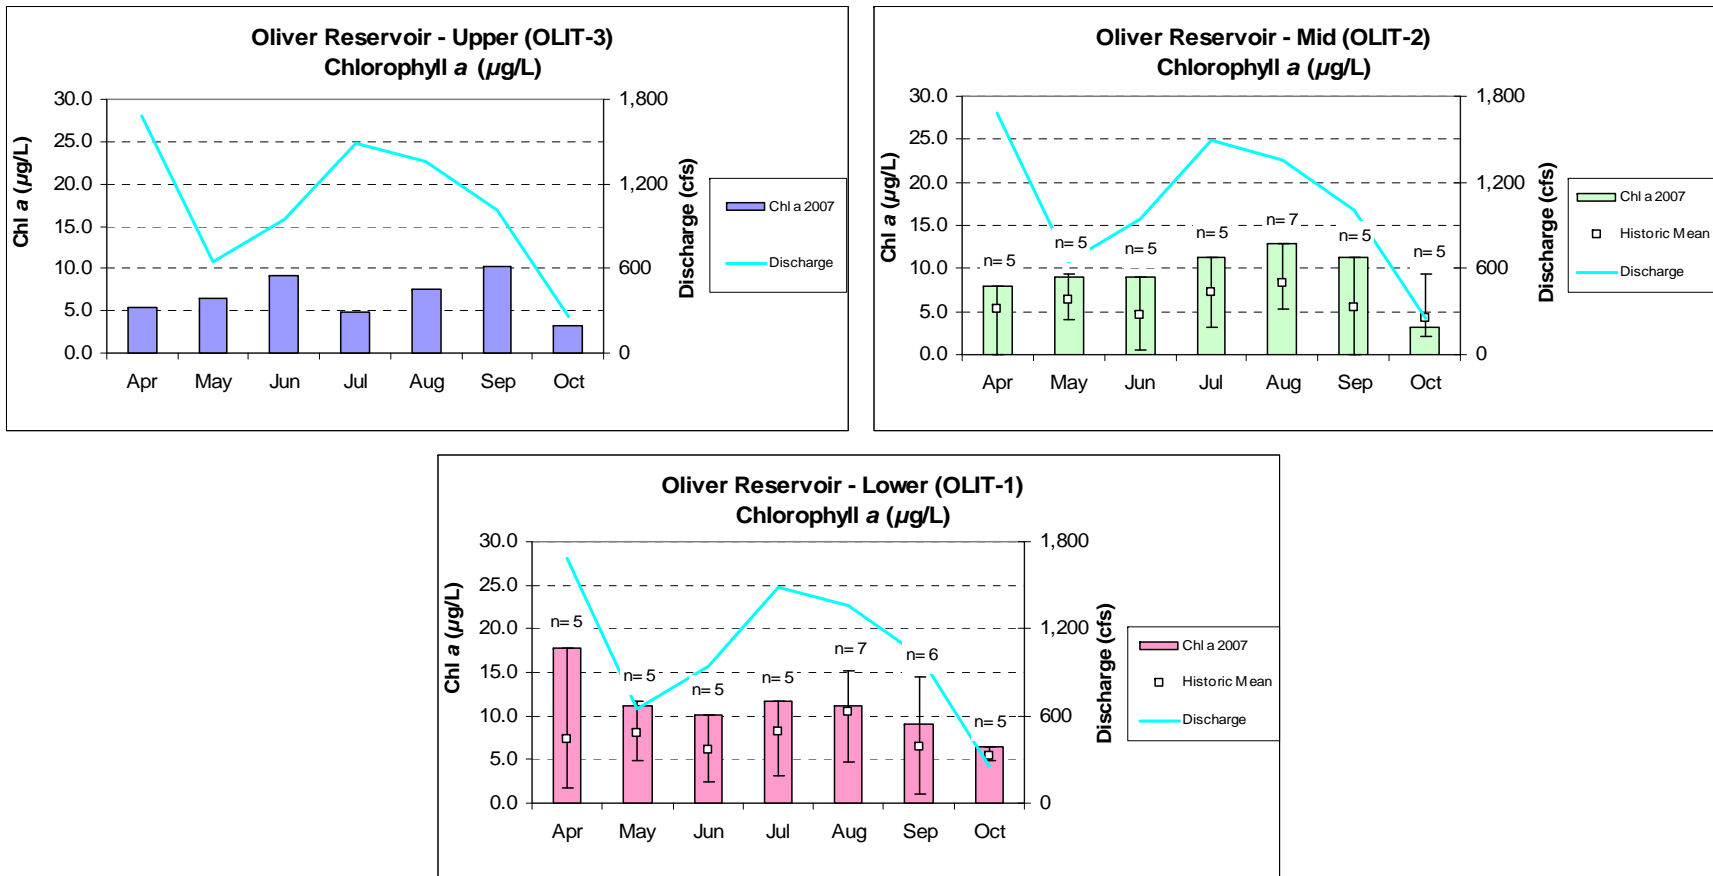 Oliver Reservoir - Upper (OLIT-3)
Chlorophyll a (µg/L)
30.0
25.0
20.0
15.0
10.0
5.0
0.0
Chl a (µg/L)
1,800
1,200
600
0
Discharge (cfs)
Apr May Jun Jul Aug Sep Oct
Chl a 2007
Discharge
Oliver Reservoir - Mid (OLIT-2)
Chlorophyll a (µg/L)
30.0
25.0
20.0
15.0
10.0
5.0
0.0
Chl a (µg/L)
1,800
1,200
600
0
Discharge (cfs)
n= 5 n= 5 n= 5 n= 5 n= 7 n= 5 n= 5
Apr May Jun Jul Aug Sep Oct
Chl a 2007
Historic Mean
Discharge
Oliver Reservoir - Lower (OLIT-1)
Chlorophyll a (µg/L)
30.0
25.0
20.0
15.0
10.0
5.0
0.0
Chl a (µg/L)
1,800
1,200
600
0
Discharge (cfs)
n= 5 n= 5 n= 5 n= 5 n= 7 n= 6 n= 5
Apr May Jun Jul Aug Sep Oct
Chl a 2007
Historic Mean
Discharge